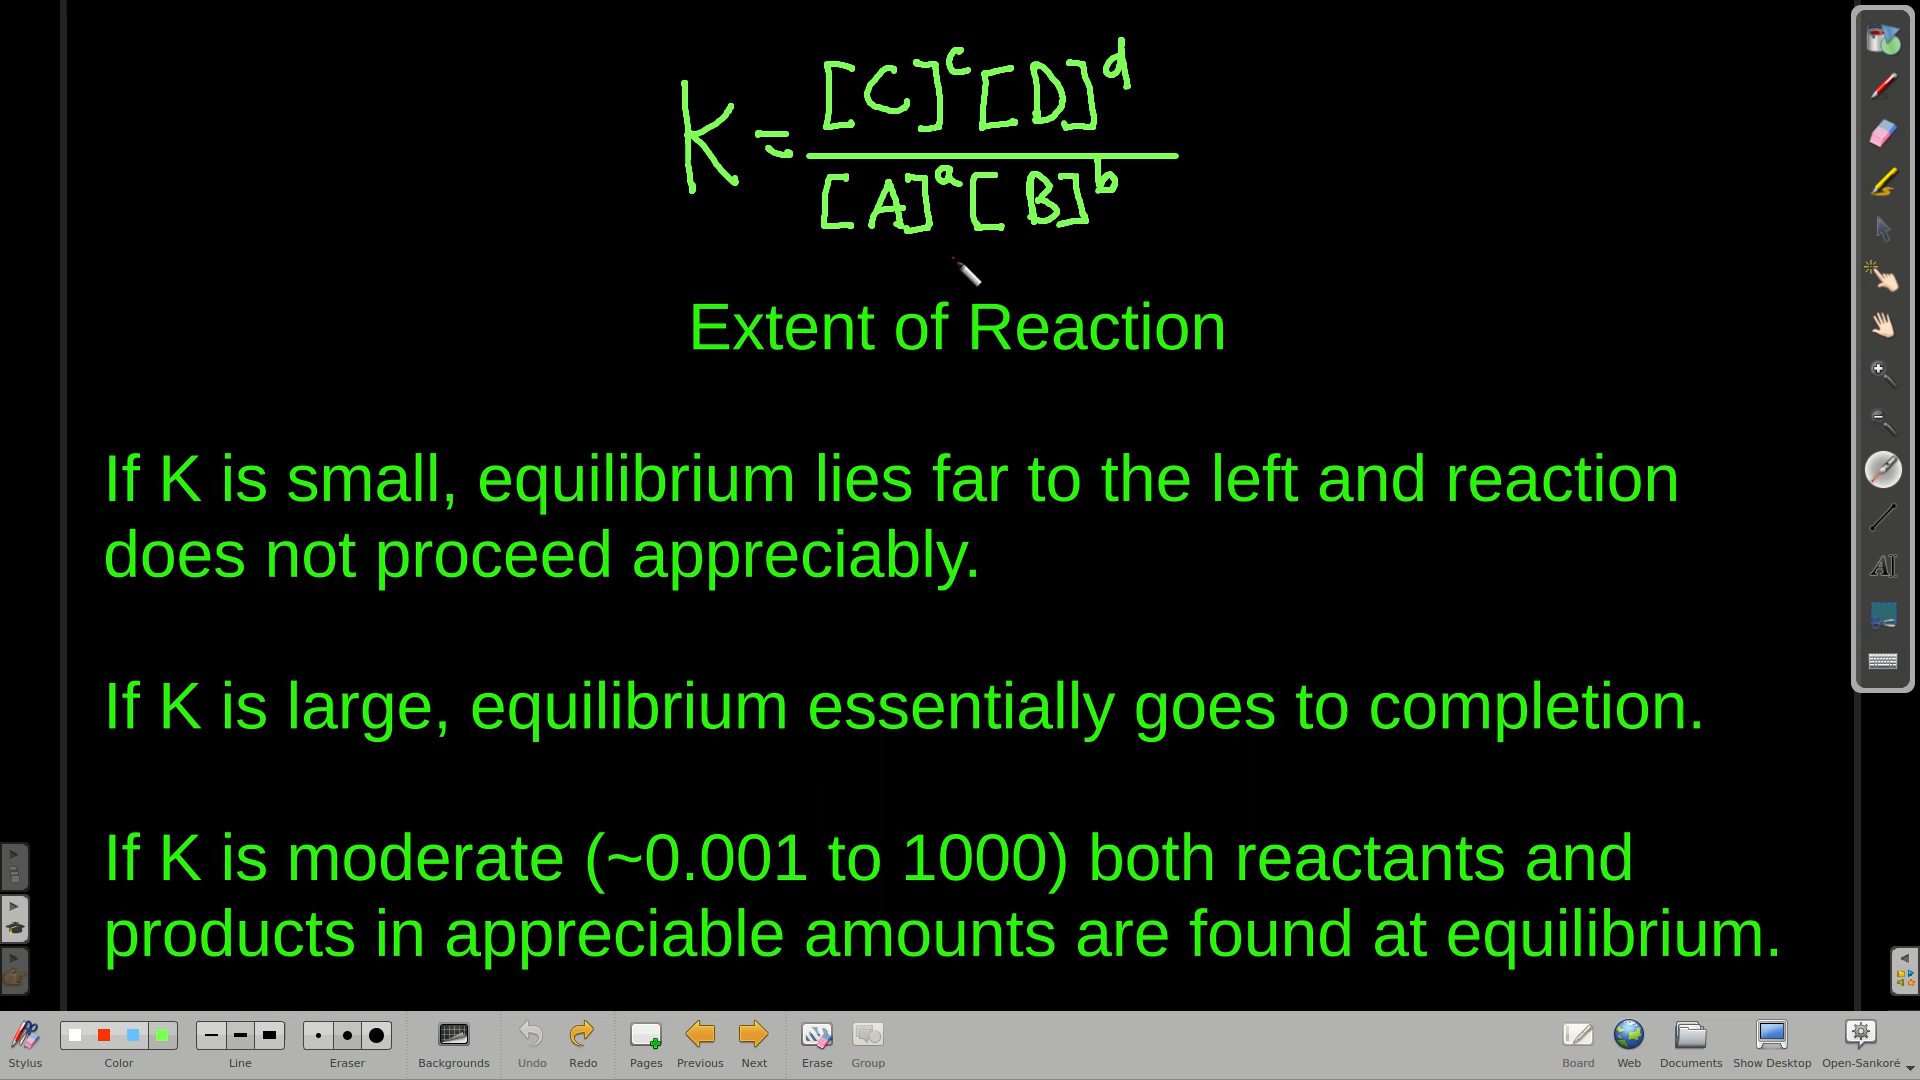 K = [C]^c [D]^d / [A]^a [B]^b
Extent of Reaction
If K is small, equilibrium lies far to the left and reaction
does not proceed appreciably.
If K is large, equilibrium essentially goes to completion.
If K is moderate (~0.001 to 1000) both reactants and
products in appreciable amounts are found at equilibrium.
Stylus Color Line Eraser Backgrounds Undo Redo Pages Previous Next Erase Group Board Web Documents Show Desktop Open-Sankoré